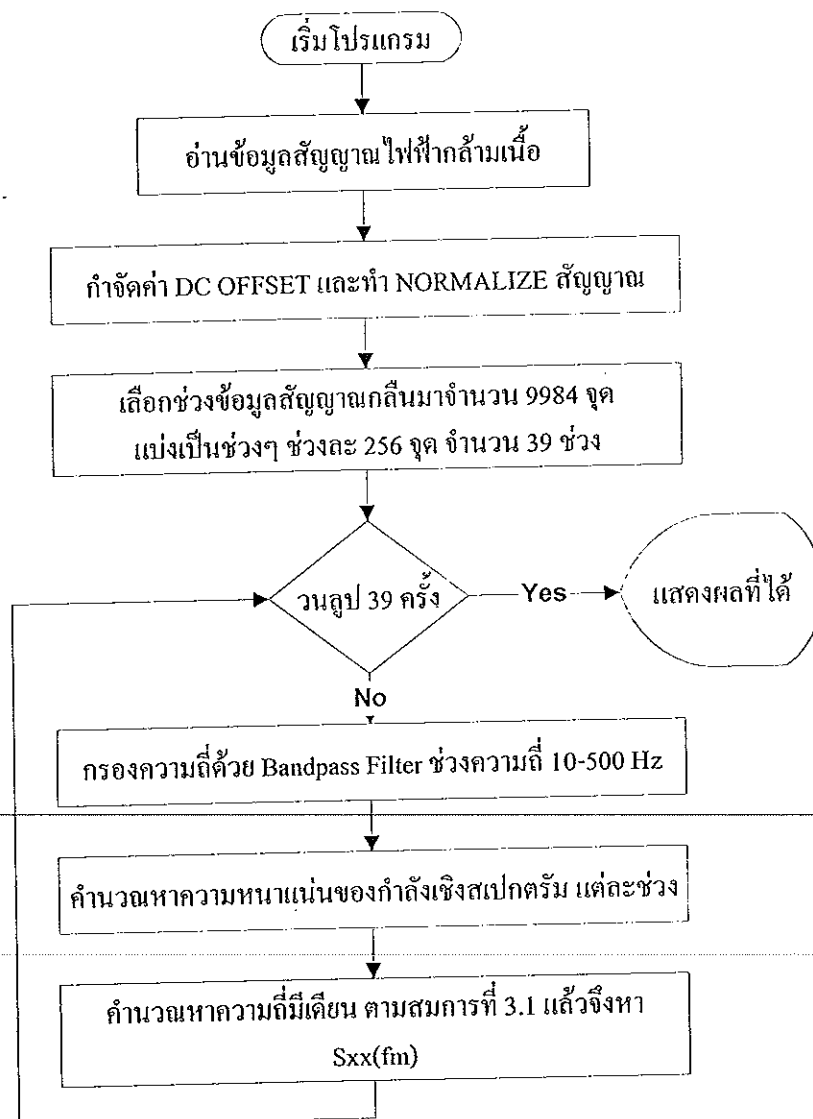 เริ่มโปรแกรม
อ่านข้อมูลสัญญาณไฟฟ้ากล้ามเนื้อ
กำจัดค่า DC OFFSET และทำ NORMALIZE สัญญาณ
เลือกช่วงข้อมูลสัญญาณกลืนมาจำนวน 9984 จุด
แบ่งเป็นช่วงๆ ช่วงละ 256 จุด จำนวน 39 ช่วง
วนลูป 39 ครั้ง
Yes
แสดงผลที่ได้
No
กรองความถี่ด้วย Bandpass Filter ช่วงความถี่ 10-500 Hz
คำนวณหาความหนาแน่นของกำลังเชิงสเปกตรัม แต่ละช่วง
คำนวณหาความถี่มีเดียน ตามสมการที่ 3.1 แล้วจึงหา
Sxx(fm)